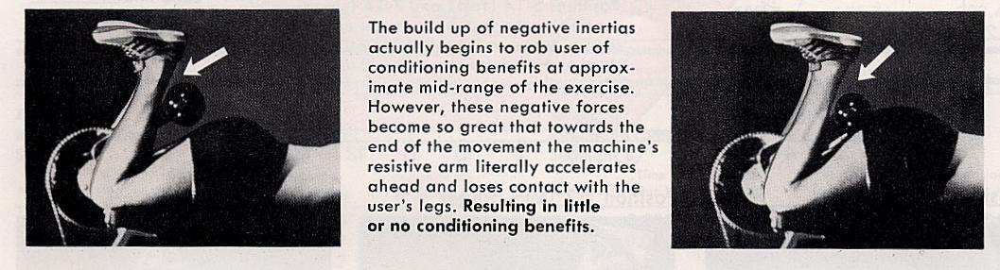 The build up of negative inertias
actually begins to rob user of
conditioning benefits at approx-
imate mid-range of the exercise.
However, these negative forces
become so great that towards the
end of the movement the machine's
resistive arm literally accelerates
ahead and loses contact with the
user's legs. Resulting in little
or no conditioning benefits.